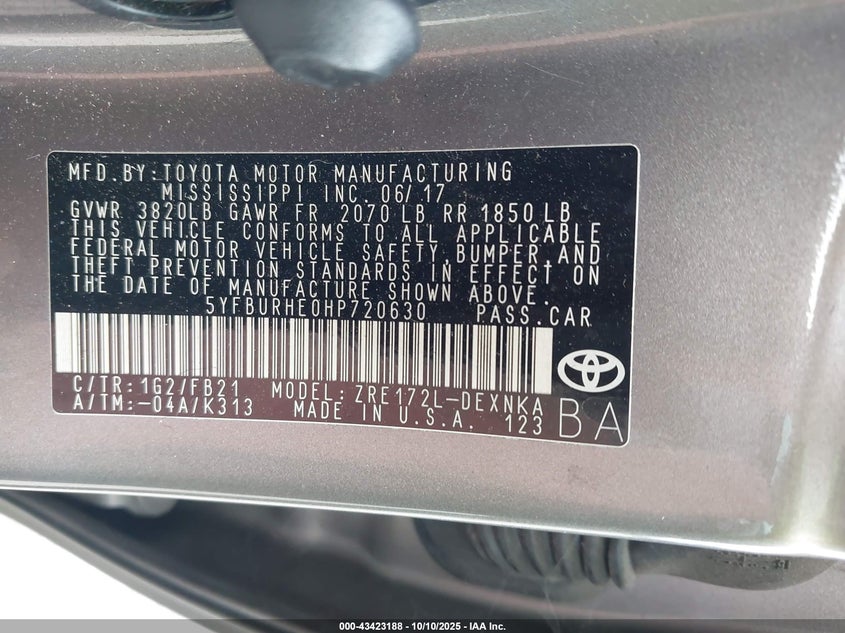 MFD. BY: TOYOTA MOTOR MANUFACTURING
MISSISSIPPI INC. 06/17
GVWR 3820LB GAWR FR 2070 LB RR 1850 LB
THIS VEHICLE CONFORMS TO ALL APPLICABLE
FEDERAL MOTOR VEHICLE SAFETY, BUMPER, AND
THEFT PREVENTION STANDARDS IN EFFECT ON
THE DATE OF MANUFACTURE SHOWN ABOVE.
5YFBURHE0HP720630 PASS. CAR
C/TR: 1G2/FB21 MODEL: ZRE172L-DEXNKA
A/TM: -04A/K313 MADE IN U.S.A. 123 BA
000-43423188 - 10/10/2025 - IAA Inc.